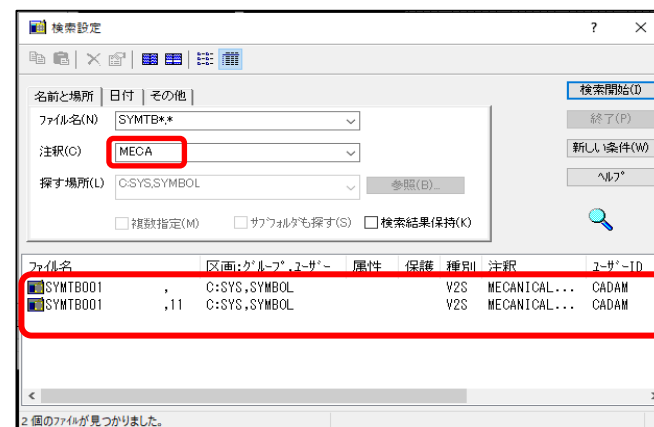 検索設定 ?
名前と場所 日付 その他 検索開始(I)
ファイル名(N) SYMTB*.* 終了(P)
注釈(C) MECA 新しい条件(W)
探す場所(L) C:SYS,SYMBOL 参照(B)... ヘルプ
複数指定(M) サブフォルダも探す(S) 検索結果保持(K)
ファイル名 区画:グループ,ユーザー 属性 保護 種別 注釈 ユーザーID
SYMTB001 , C:SYS,SYMBOL V2S MECHANICAL... CADAM
SYMTB001 ,11 C:SYS,SYMBOL V2S MECHANICAL... CADAM
2 個のファイルが見つかりました。